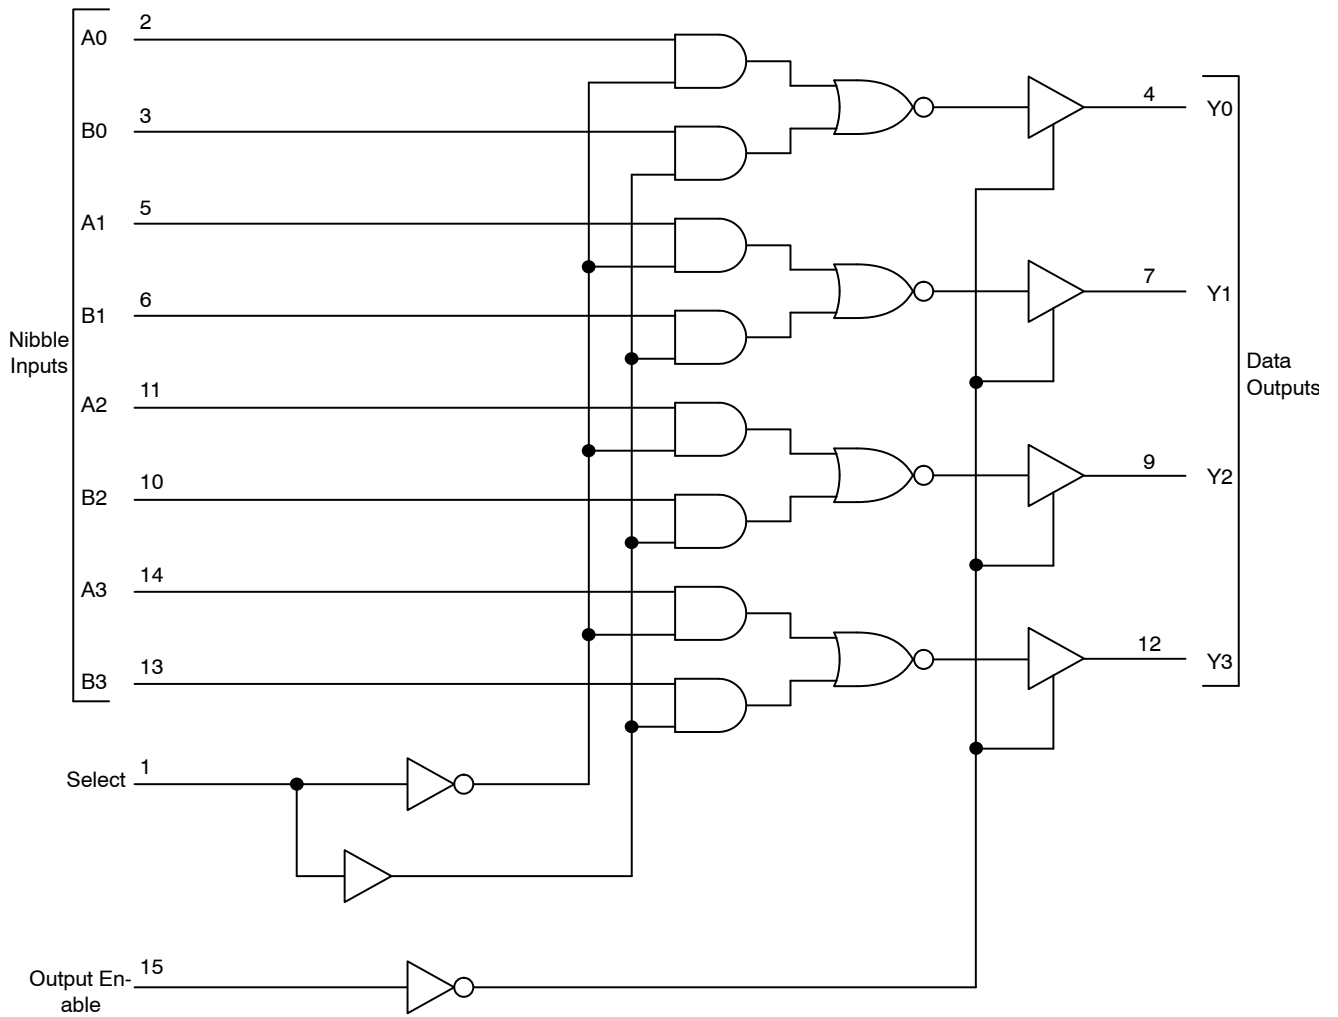 A0 2
B0 3
A1 5
B1 6
A2 11
B2 10
A3 14
B3 13
Nibble
Inputs
Select 1
Output En-
able
15
4 Y0
7 Y1
9 Y2
12 Y3
Data
Outputs